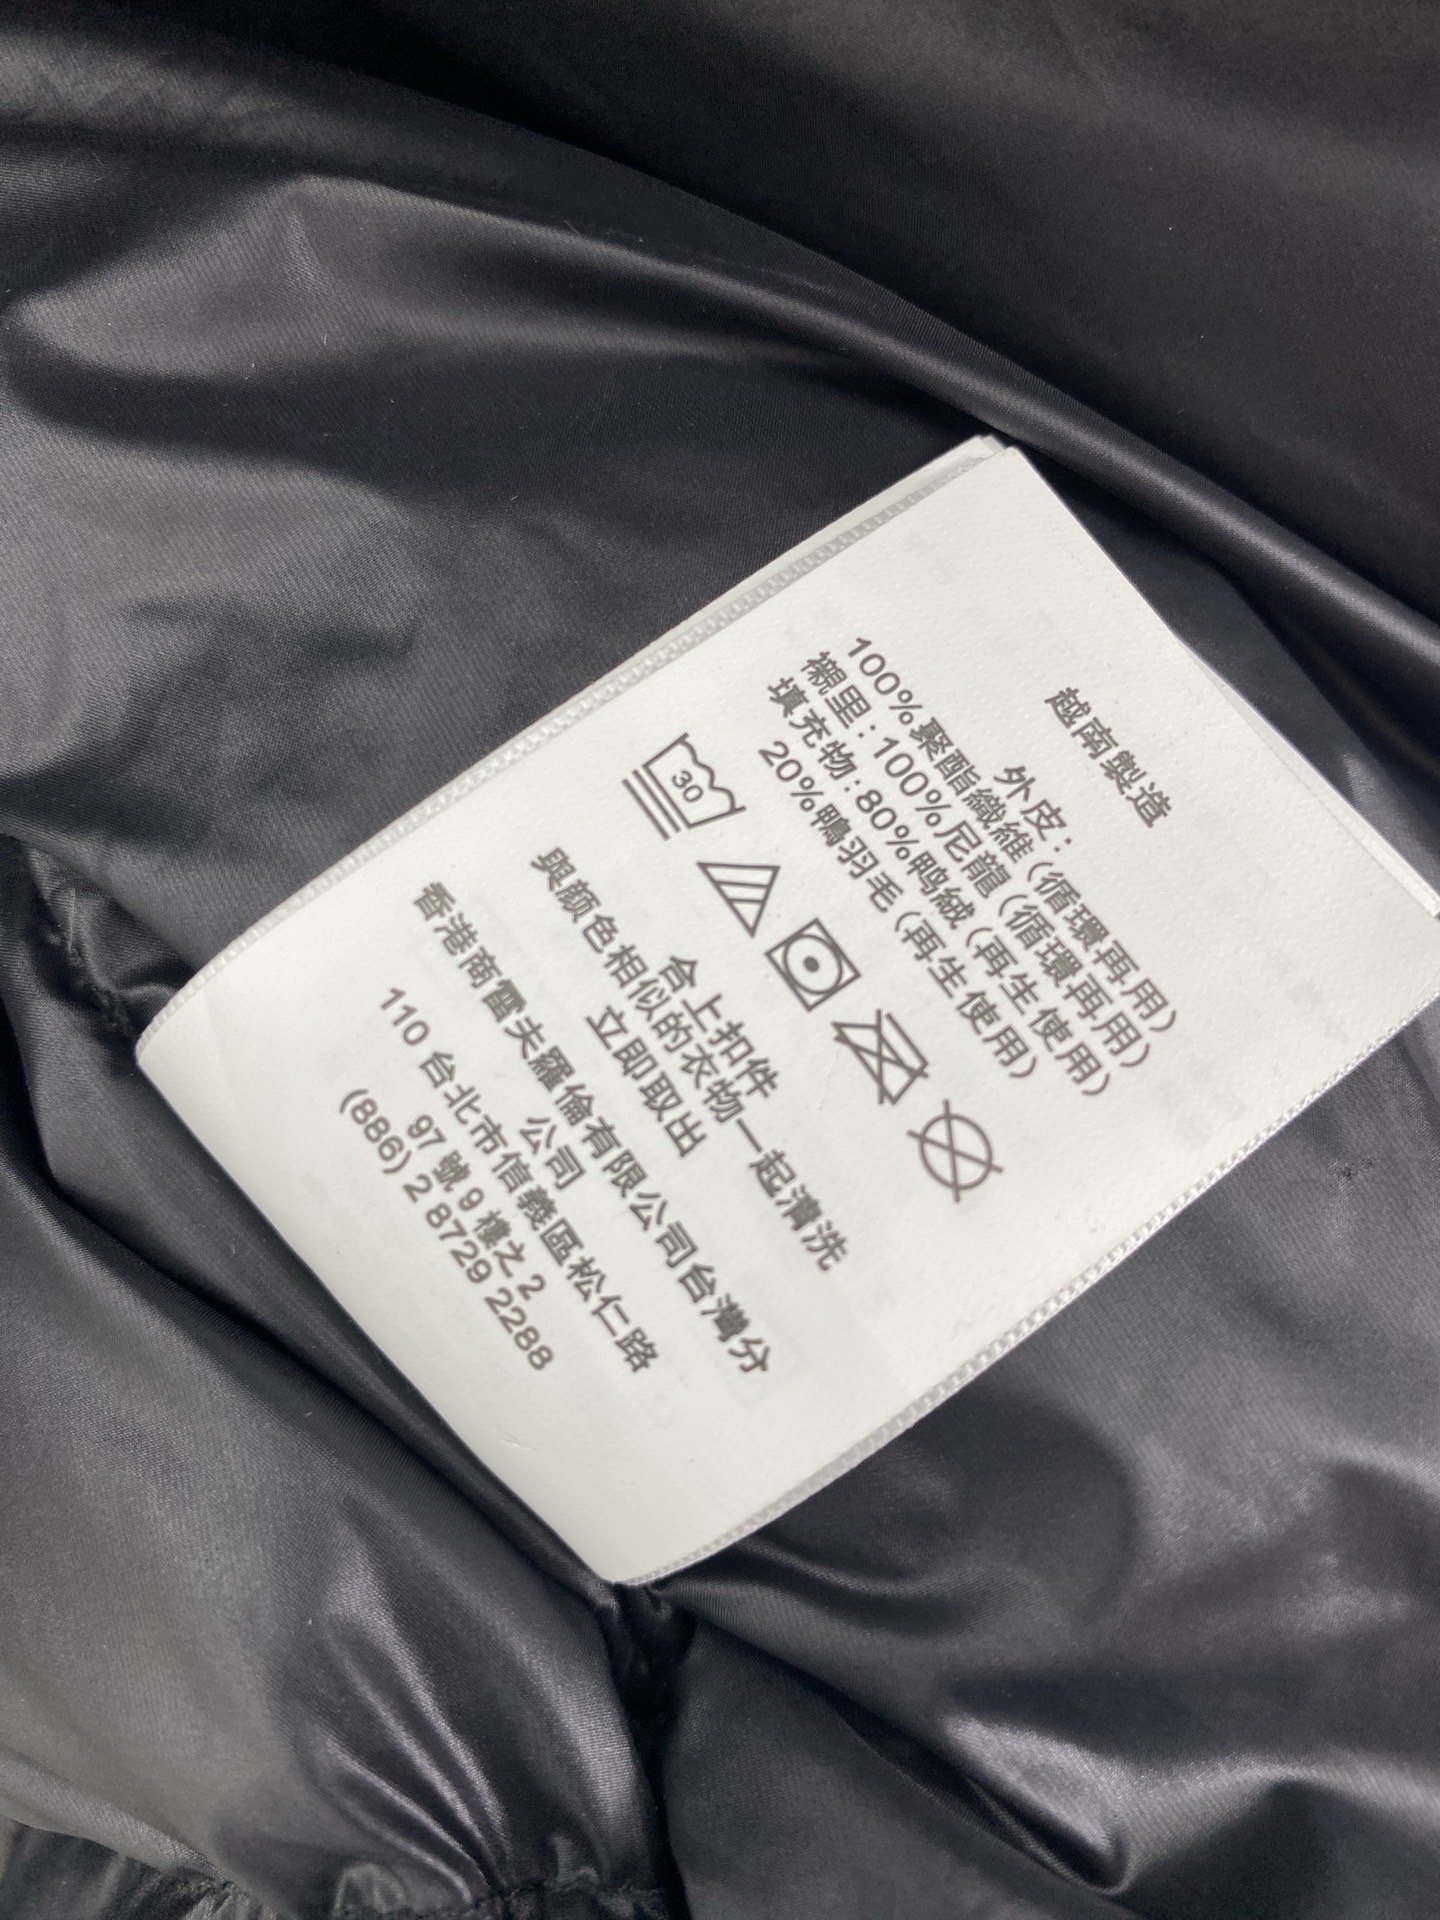 越南製造
外皮:
100%聚酯纖維(循環再用)
襯里:100%尼龍(循環再用)
填充物:80%鸭絨(再生使用)
20%鴨羽毛(再生使用)
30
合上扣件
與颜色相似的衣物一起清洗
立即取出
香港商雷夫羅倫有限公司台灣分
公司
110 台北市信義區松仁路
97 號 9 樓之 2
(886) 2 8729 2288